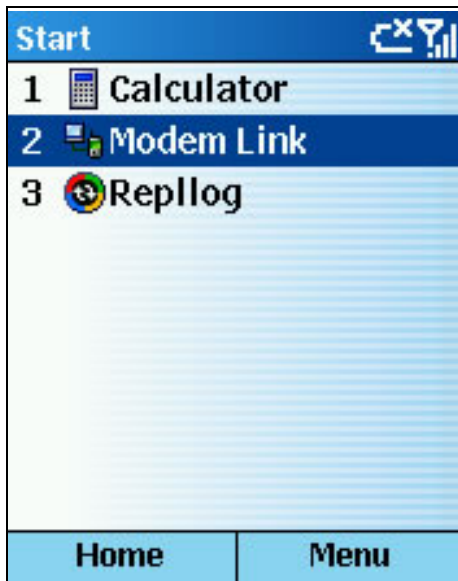 Start
1 Calculator
2 Modem Link
3 Repllog
Home Menu